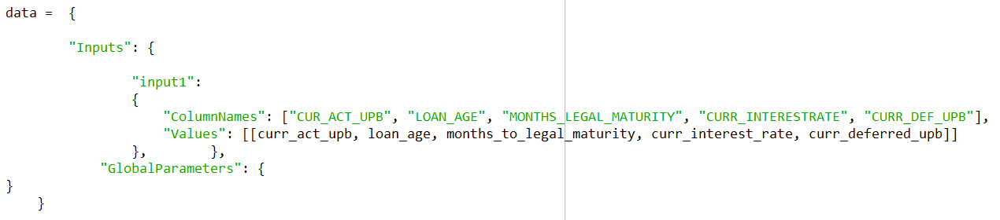 data =  {
"Inputs": {
"input1":
{
"ColumnNames": ["CUR_ACT_UPB", "LOAN_AGE", "MONTHS_LEGAL_MATURITY", "CURR_INTERESTRATE", "CURR_DEF_UPB"],
"Values": [[curr_act_upb, loan_age, months_to_legal_maturity, curr_interest_rate, curr_deferred_upb]]
},        },
"GlobalParameters": {
}
}